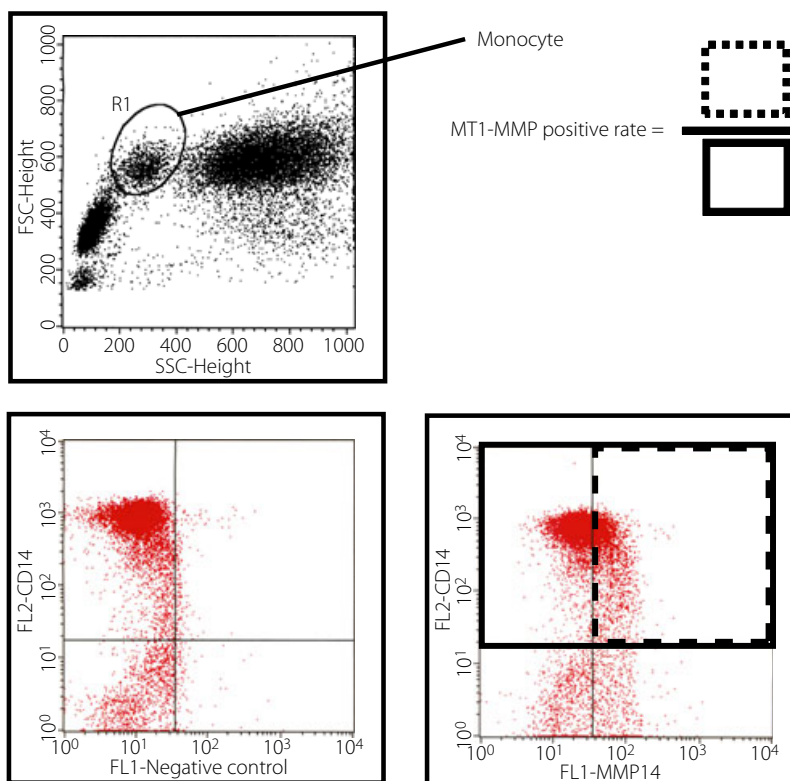 1000
800
600
400
200
0
FSC-Height
R1
0 200 400 600 800 1000
SSC-Height
Monocyte
MT1-MMP positive rate =
10⁴
10³
10²
10¹
10⁰
FL2-CD14
10⁰ 10¹ 10² 10³ 10⁴
FL1-Negative control
10⁴
10³
10²
10¹
10⁰
FL2-CD14
10⁰ 10¹ 10² 10³ 10⁴
FL1-MMP14